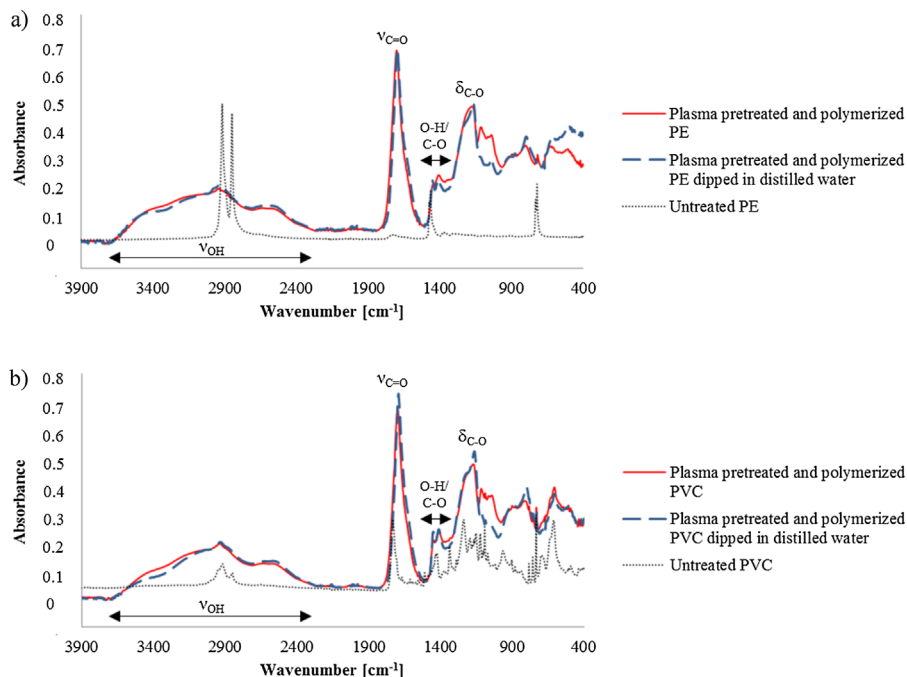 a)
0.8
0.7
0.6
0.5
0.4
0.3
0.2
0.1
0
Absorbance
νC=O
δC-O
O-H/
C-O
νOH
3900 3400 2900 2400 1900 1400 900 400
Wavenumber [cm-1]
Plasma pretreated and polymerized
PE
Plasma pretreated and polymerized
PE dipped in distilled water
Untreated PE
b)
0.8
0.7
0.6
0.5
0.4
0.3
0.2
0.1
0
Absorbance
νC=O
δC-O
O-H/
C-O
νOH
3900 3400 2900 2400 1900 1400 900 400
Wavenumber [cm-1]
Plasma pretreated and polymerized
PVC
Plasma pretreated and polymerized
PVC dipped in distilled water
Untreated PVC